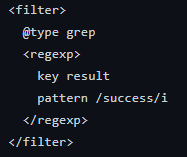 <filter>
  @type grep
  <regexp>
    key result
    pattern /success/i
  </regexp>
</filter>